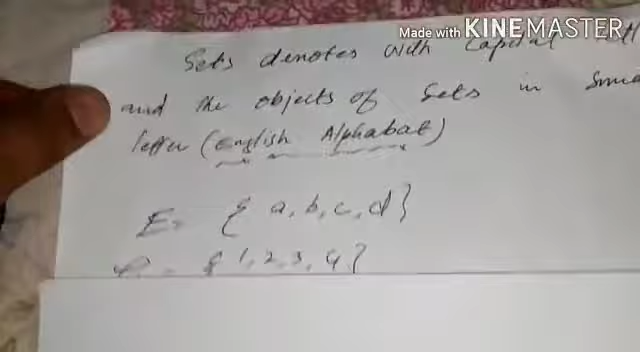 Made with KINEMASTER
Sets denotes with Capital
and the objects of Sets in Sma
letter (English Alphabat)
E = { a, b, c, d }
= { 1, 2, 3, 4 }